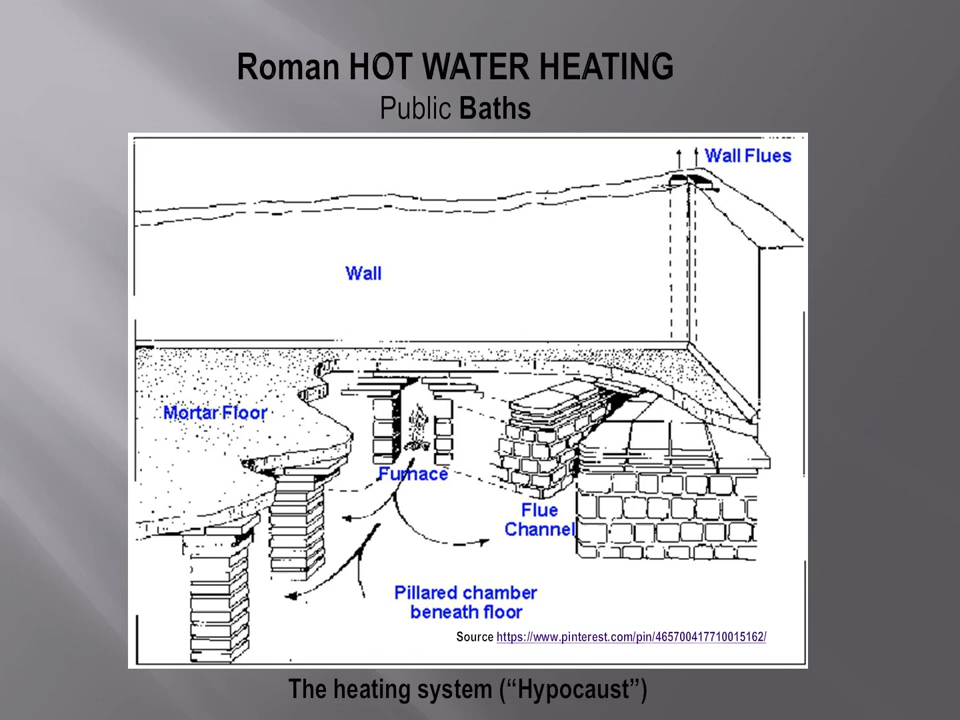 Roman HOT WATER HEATING
Public Baths
Wall Flues
Wall
Mortar Floor
Furnace
Flue
Channel
Pillared chamber
beneath floor
Source https://www.pinterest.com/pin/465700417710015162/
The heating system (“Hypocaust”)